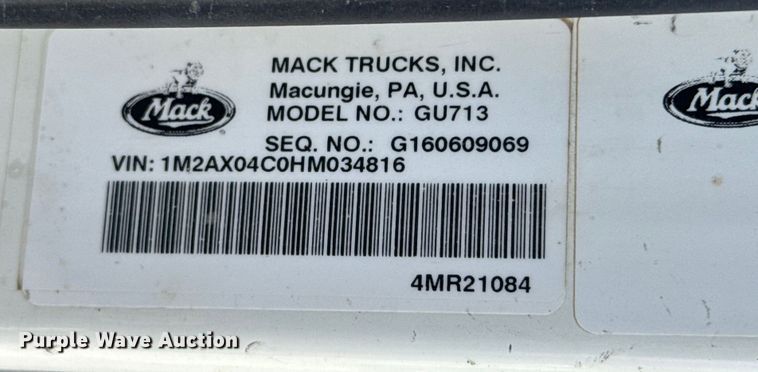 Mack
MACK TRUCKS, INC.
Macungie, PA, U.S.A.
MODEL NO.: GU713
SEQ. NO.: G160609069
VIN: 1M2AX04C0HM034816
4MR21084
Mack
Purple Wave Auction